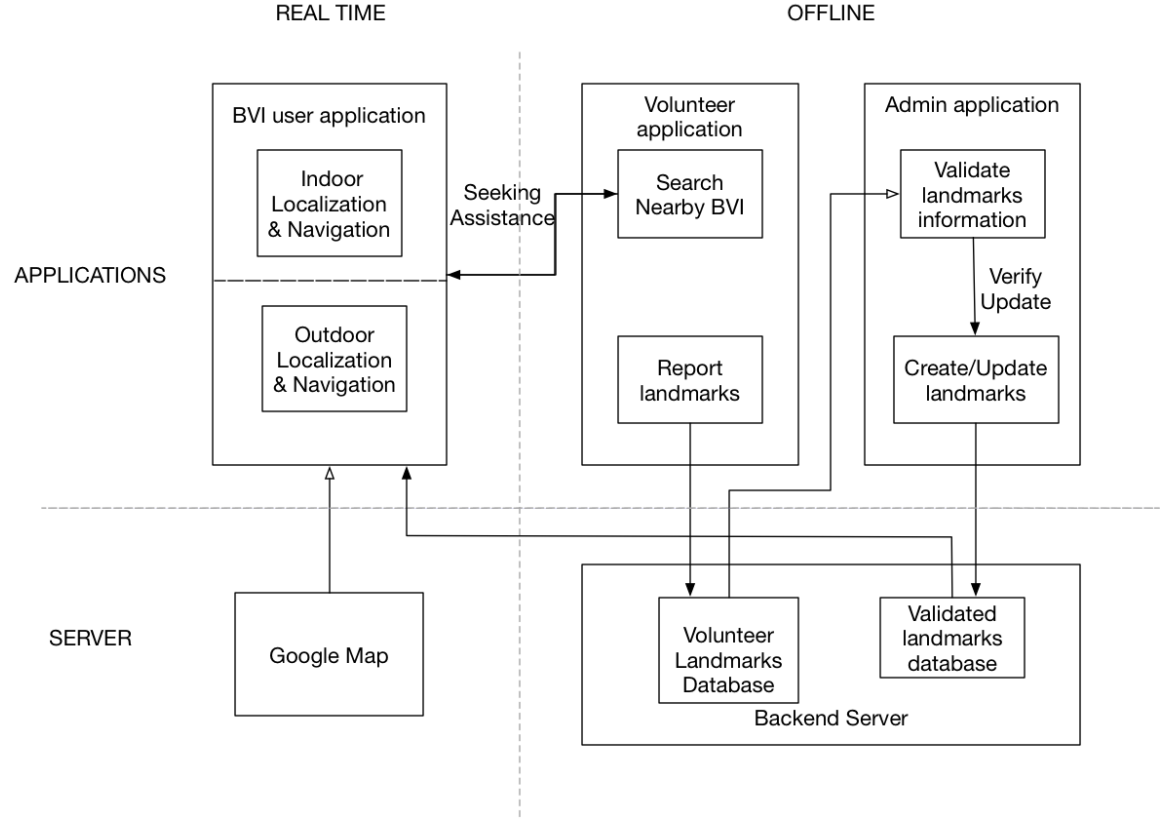 REAL TIME
OFFLINE
BVI user application
Indoor
Localization
& Navigation
Outdoor
Localization
& Navigation
Seeking
Assistance
Volunteer
application
Search
Nearby BVI
Report
landmarks
Admin application
Validate
landmarks
information
Verify
Update
Create/Update
landmarks
APPLICATIONS
SERVER
Google Map
Volunteer
Landmarks
Database
Validated
landmarks
database
Backend Server